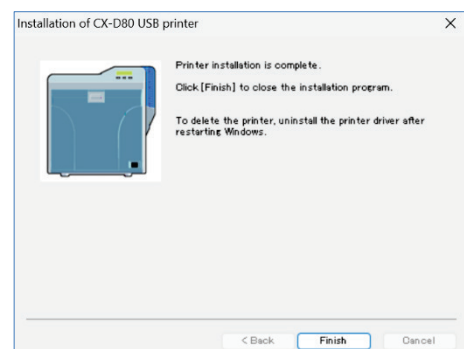 Installation of CX-D80 USB printer
Printer installation is complete.
Click [Finish] to close the installation program.
To delete the printer, uninstall the printer driver after
restarting Windows.
< Back
Finish
Cancel